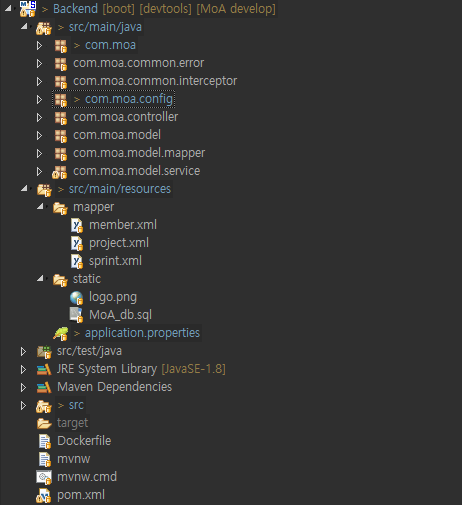 > Backend [boot] [devtools] [MoA develop]
> src/main/java
> com.moa
com.moa.common.error
com.moa.common.interceptor
> com.moa.config
com.moa.controller
com.moa.model
com.moa.model.mapper
com.moa.model.service
> src/main/resources
mapper
member.xml
project.xml
sprint.xml
static
logo.png
MoA_db.sql
> application.properties
src/test/java
JRE System Library [JavaSE-1.8]
Maven Dependencies
> src
target
Dockerfile
mvnw
mvnw.cmd
pom.xml